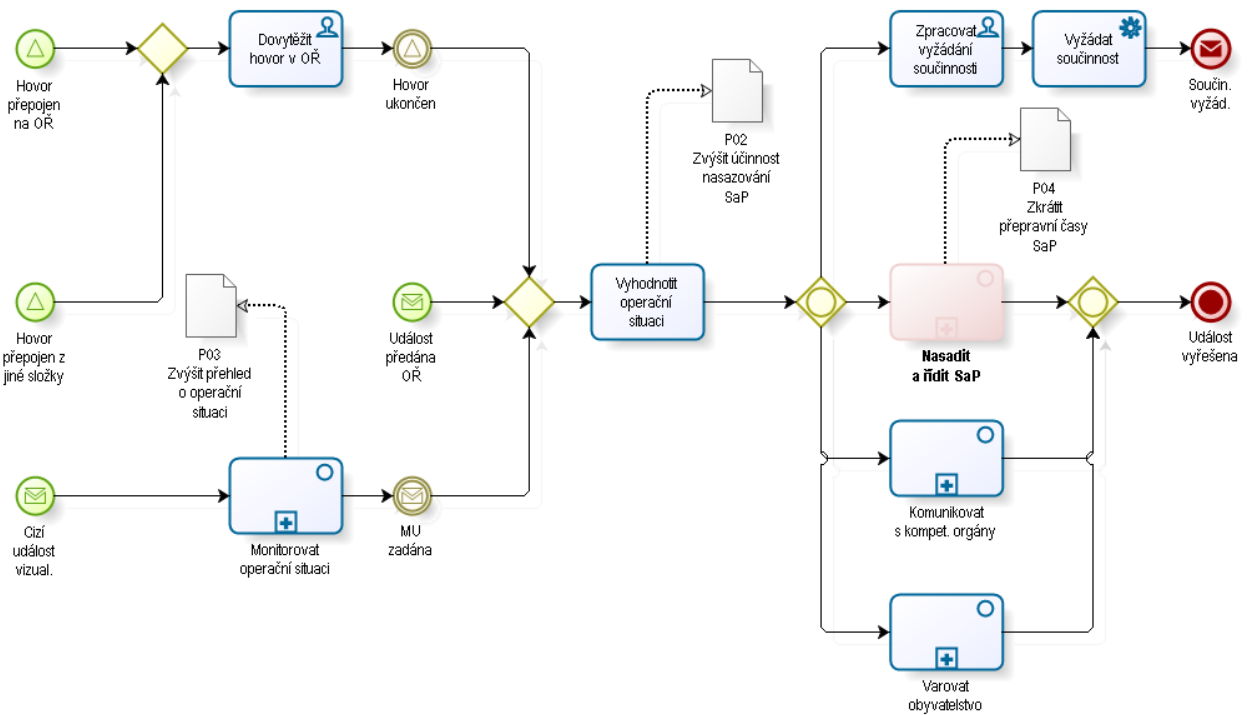 Hovor
přepojen
na OŘ
Dovytěžit
hovor v OŘ
Hovor
ukončen
P02
Zvýšit účinnost
nasazování
SaP
Zpracovat
vyžádání
součinnosti
Vyžádat
součinnost
Součin.
vyžád.
P04
Zkrátit
přepravní časy
SaP
Hovor
přepojen z
jiné složky
P03
Zvýšit přehled
o operační
situaci
Událost
předána
OŘ
Vyhodnotit
operační
situaci
Nasadit
a řídit SaP
Událost
vyřešena
Cizí
událost
vizual.
Monitorovat
operační situaci
MU
zadána
Komunikovat
s kompet. orgány
Varovat
obyvatelstvo